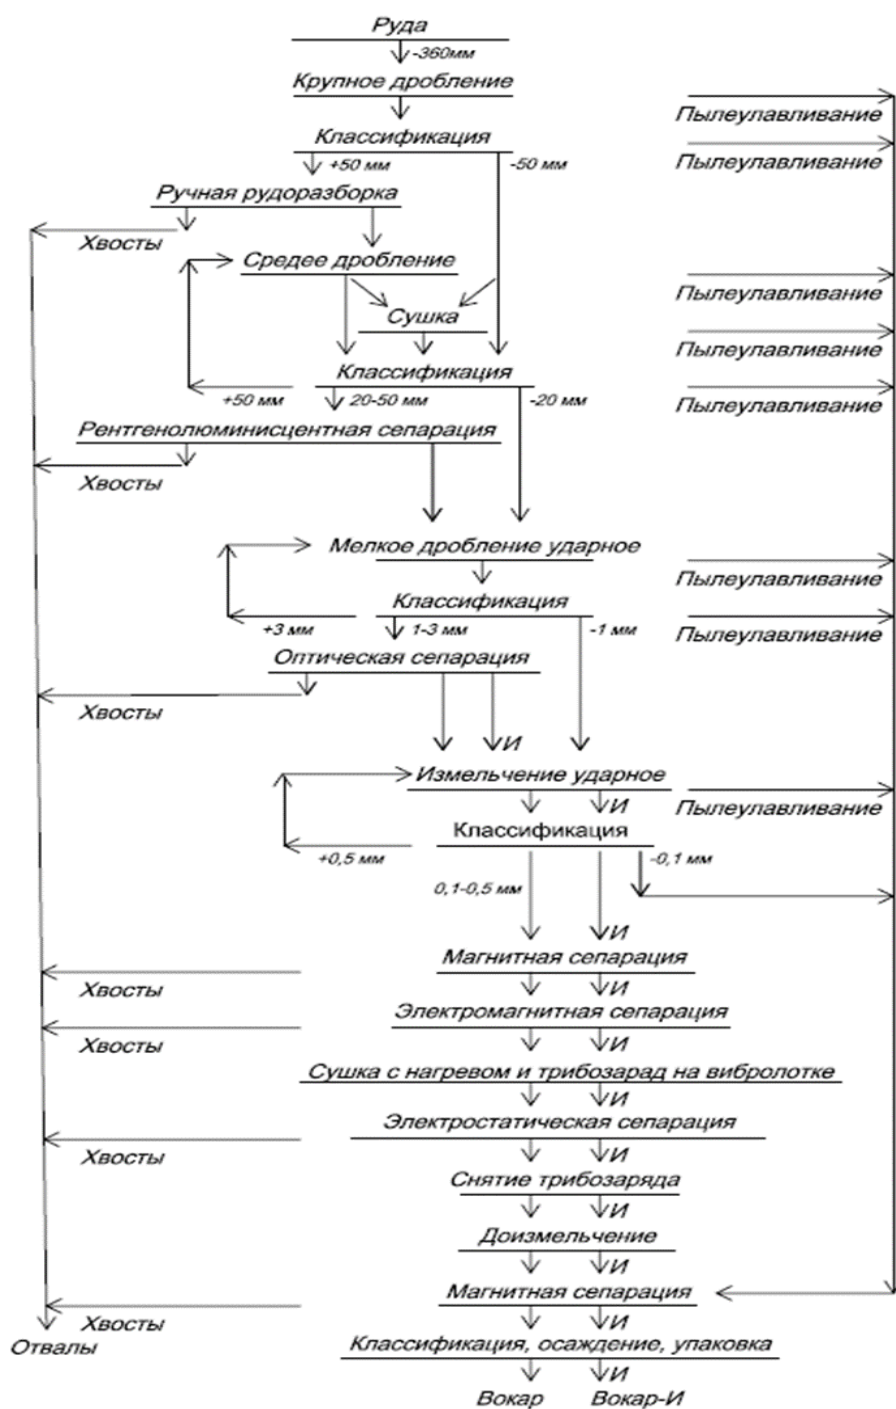 Руда
-360мм
Крупное дробление
Пылеулавливание
Классификация
+50 мм
-50 мм
Пылеулавливание
Ручная рудоразборка
Хвосты
Средее дробление
Пылеулавливание
Сушка
Пылеулавливание
Классификация
+50 мм
20-50 мм
-20 мм
Пылеулавливание
Рентгенолюминисцентная сепарация
Хвосты
Мелкое дробление ударное
Пылеулавливание
Классификация
+3 мм
1-3 мм
-1 мм
Пылеулавливание
Оптическая сепарация
Хвосты
И
Измельчение ударное
И
Пылеулавливание
Классификация
+0,5 мм
-0,1 мм
0,1-0,5 мм
И
Магнитная сепарация
Хвосты
И
Электромагнитная сепарация
Хвосты
И
Сушка с нагревом и трибозарад на вибролотке
И
Электростатическая сепарация
Хвосты
И
Снятие трибозаряда
И
Доизмельчение
И
Магнитная сепарация
Хвосты
И
Отвалы
Классификация, осаждение, упаковка
И
Вокар
Вокар-И